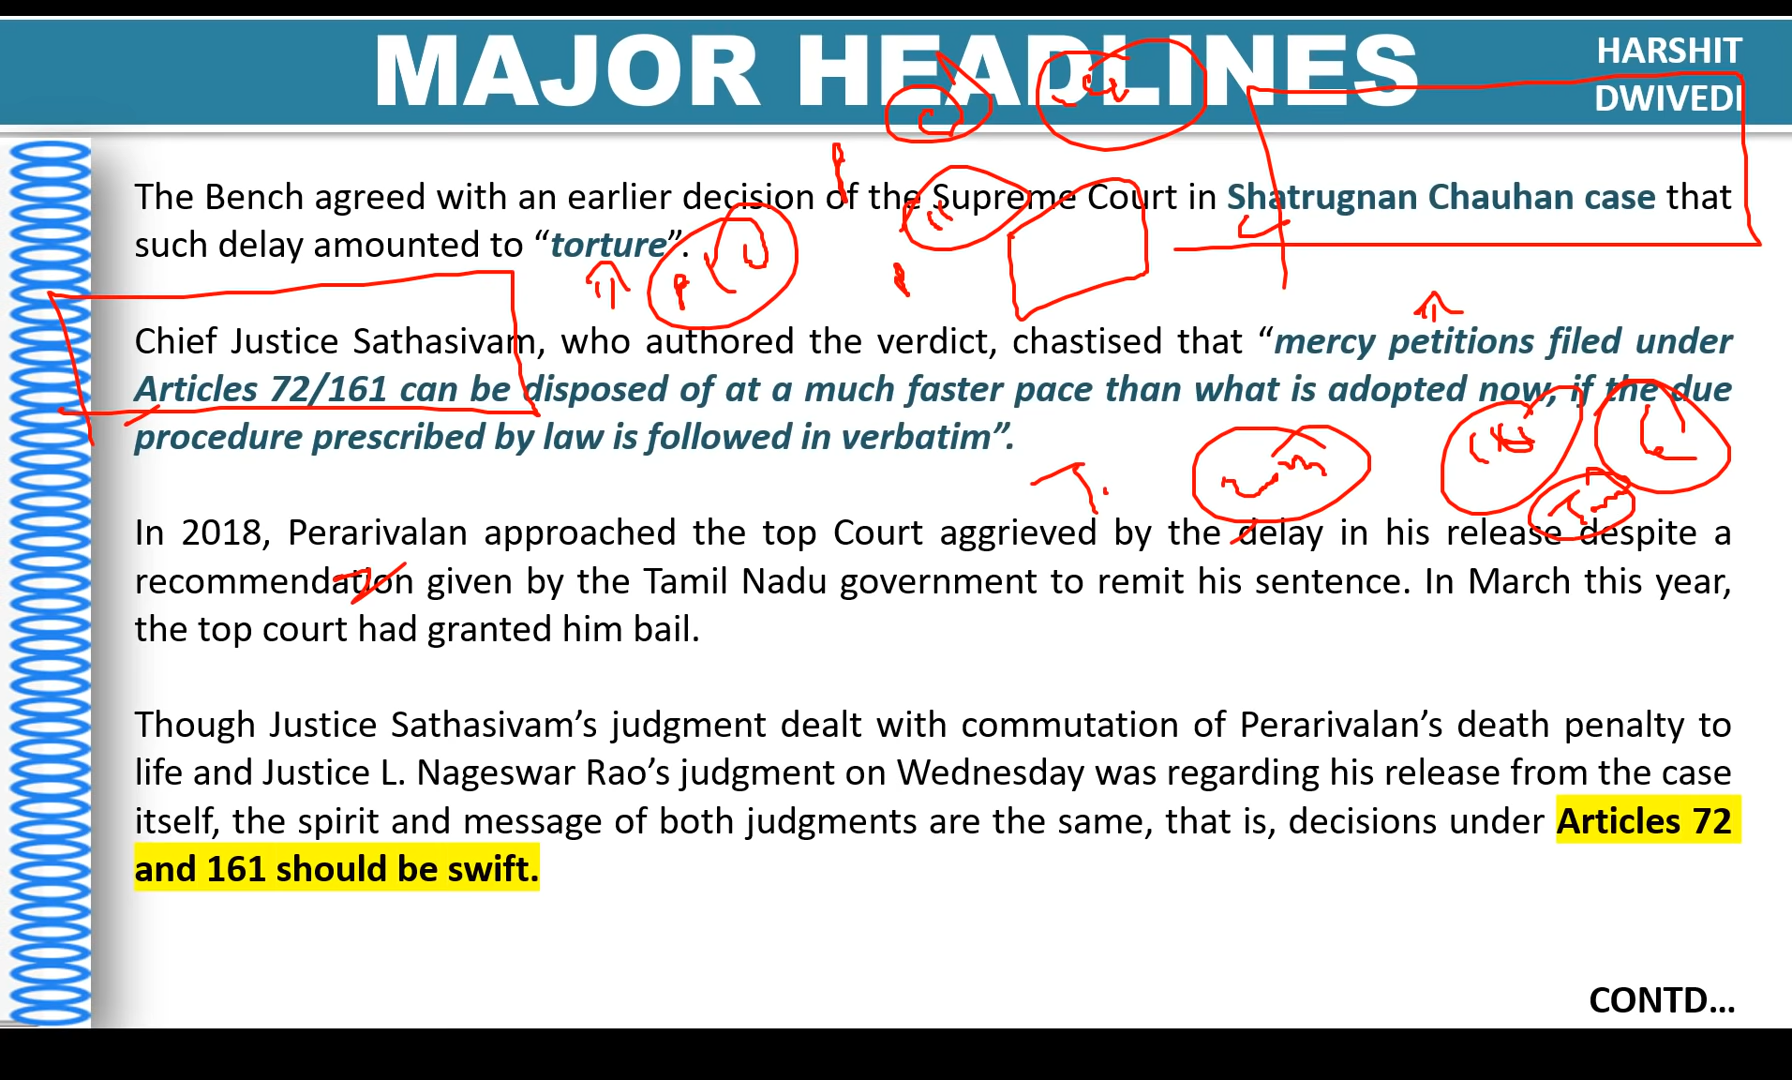 MAJOR HEADLINES
HARSHIT
DWIVEDI
The Bench agreed with an earlier decision of the Supreme Court in Shatrugnan Chauhan case that
such delay amounted to “torture”.
Chief Justice Sathasivam, who authored the verdict, chastised that “mercy petitions filed under
Articles 72/161 can be disposed of at a much faster pace than what is adopted now, if the due
procedure prescribed by law is followed in verbatim”.
In 2018, Perarivalan approached the top Court aggrieved by the delay in his release despite a
recommendation given by the Tamil Nadu government to remit his sentence. In March this year,
the top court had granted him bail.
Though Justice Sathasivam’s judgment dealt with commutation of Perarivalan’s death penalty to
life and Justice L. Nageswar Rao’s judgment on Wednesday was regarding his release from the case
itself, the spirit and message of both judgments are the same, that is, decisions under Articles 72
and 161 should be swift.
CONTD...